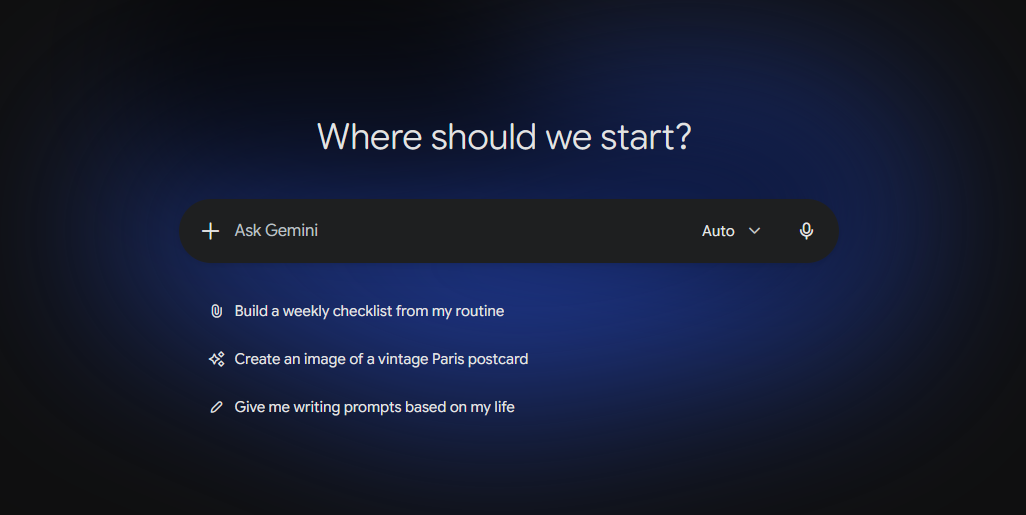 Where should we start?
Ask Gemini
Auto
Build a weekly checklist from my routine
Create an image of a vintage Paris postcard
Give me writing prompts based on my life